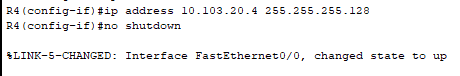 R4(config-if)#ip address 10.103.20.4 255.255.255.128
R4(config-if)#no shutdown
%LINK-5-CHANGED: Interface FastEthernet0/0, changed state to up